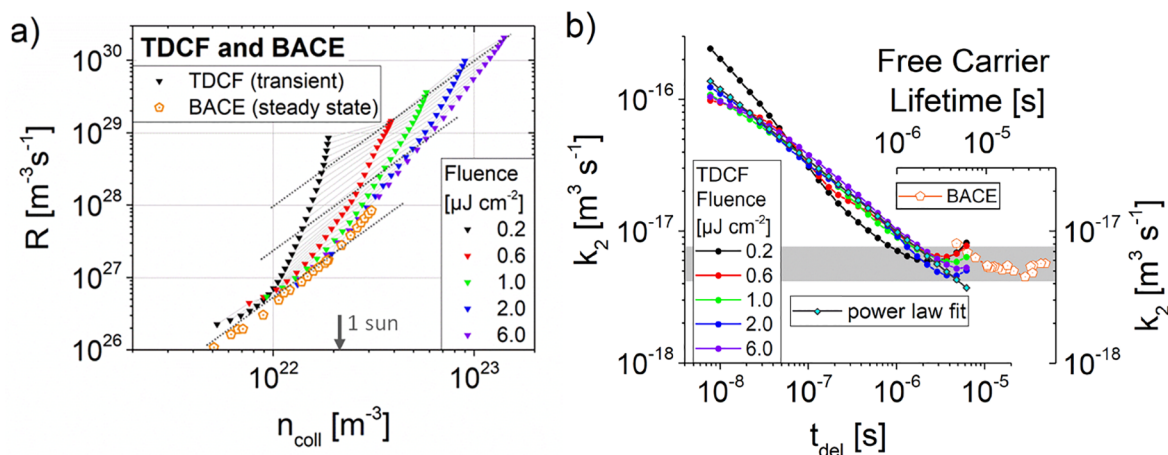 a)
TDCF and BACE
TDCF (transient)
BACE (steady state)
R [m⁻³s⁻¹]
10³⁰
10²⁹
10²⁸
10²⁷
10²⁶
Fluence
[µJ cm⁻²]
0.2
0.6
1.0
2.0
6.0
1 sun
10²²
10²³
n_coll [m⁻³]
b)
Free Carrier
Lifetime [s]
10⁻⁶
10⁻⁵
k₂ [m³ s⁻¹]
10⁻¹⁶
10⁻¹⁷
10⁻¹⁸
TDCF
Fluence
[µJ cm⁻²]
0.2
0.6
1.0
2.0
6.0
BACE
power law fit
10⁻¹⁷
10⁻¹⁸
k₂ [m³ s⁻¹]
10⁻⁸
10⁻⁷
10⁻⁶
10⁻⁵
t_del [s]